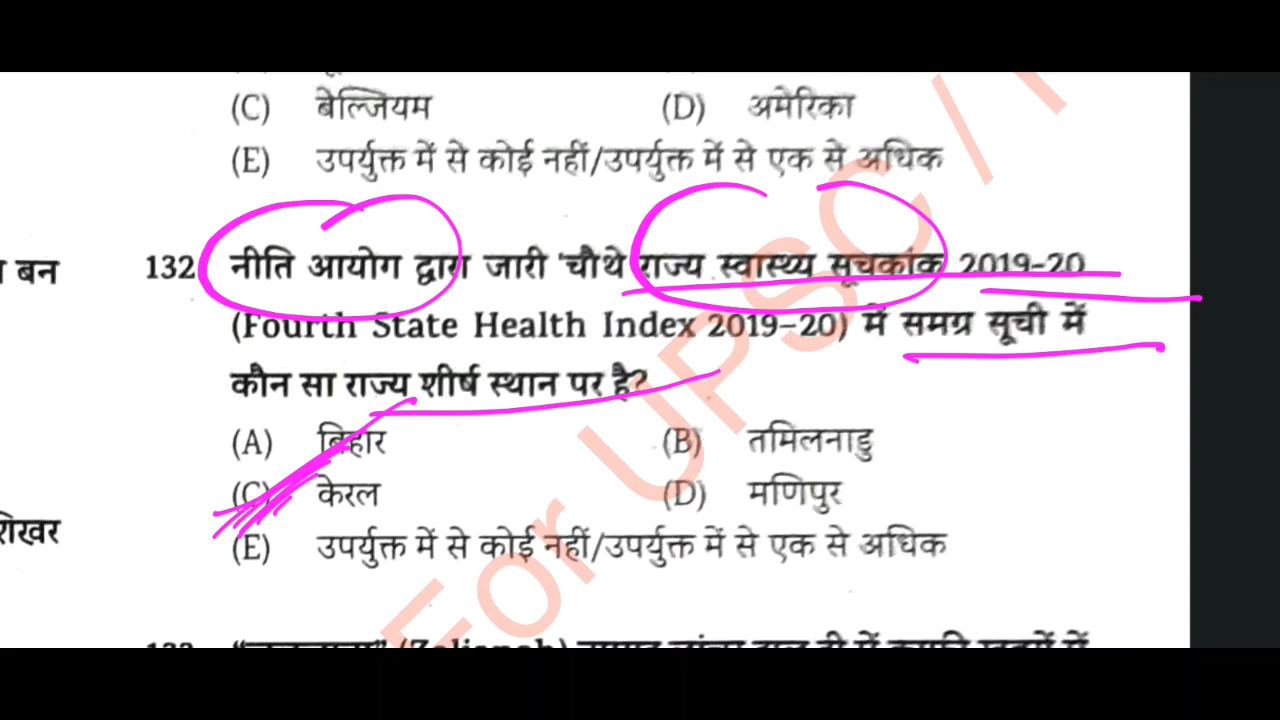 (C) बेल्जियम (D) अमेरिका
(E) उपर्युक्त में से कोई नहीं/उपर्युक्त में से एक से अधिक
बन
132 नीति आयोग द्वारा जारी 'चौथे राज्य स्वास्थ्य सूचकांक 2019-20
(Fourth State Health Index 2019-20) में समग्र सूची में
कौन सा राज्य शीर्ष स्थान पर है?
(A) बिहार (B) तमिलनाडु
(C) केरल (D) मणिपुर
(E) उपर्युक्त में से कोई नहीं/उपर्युक्त में से एक से अधिक
For UPSC /